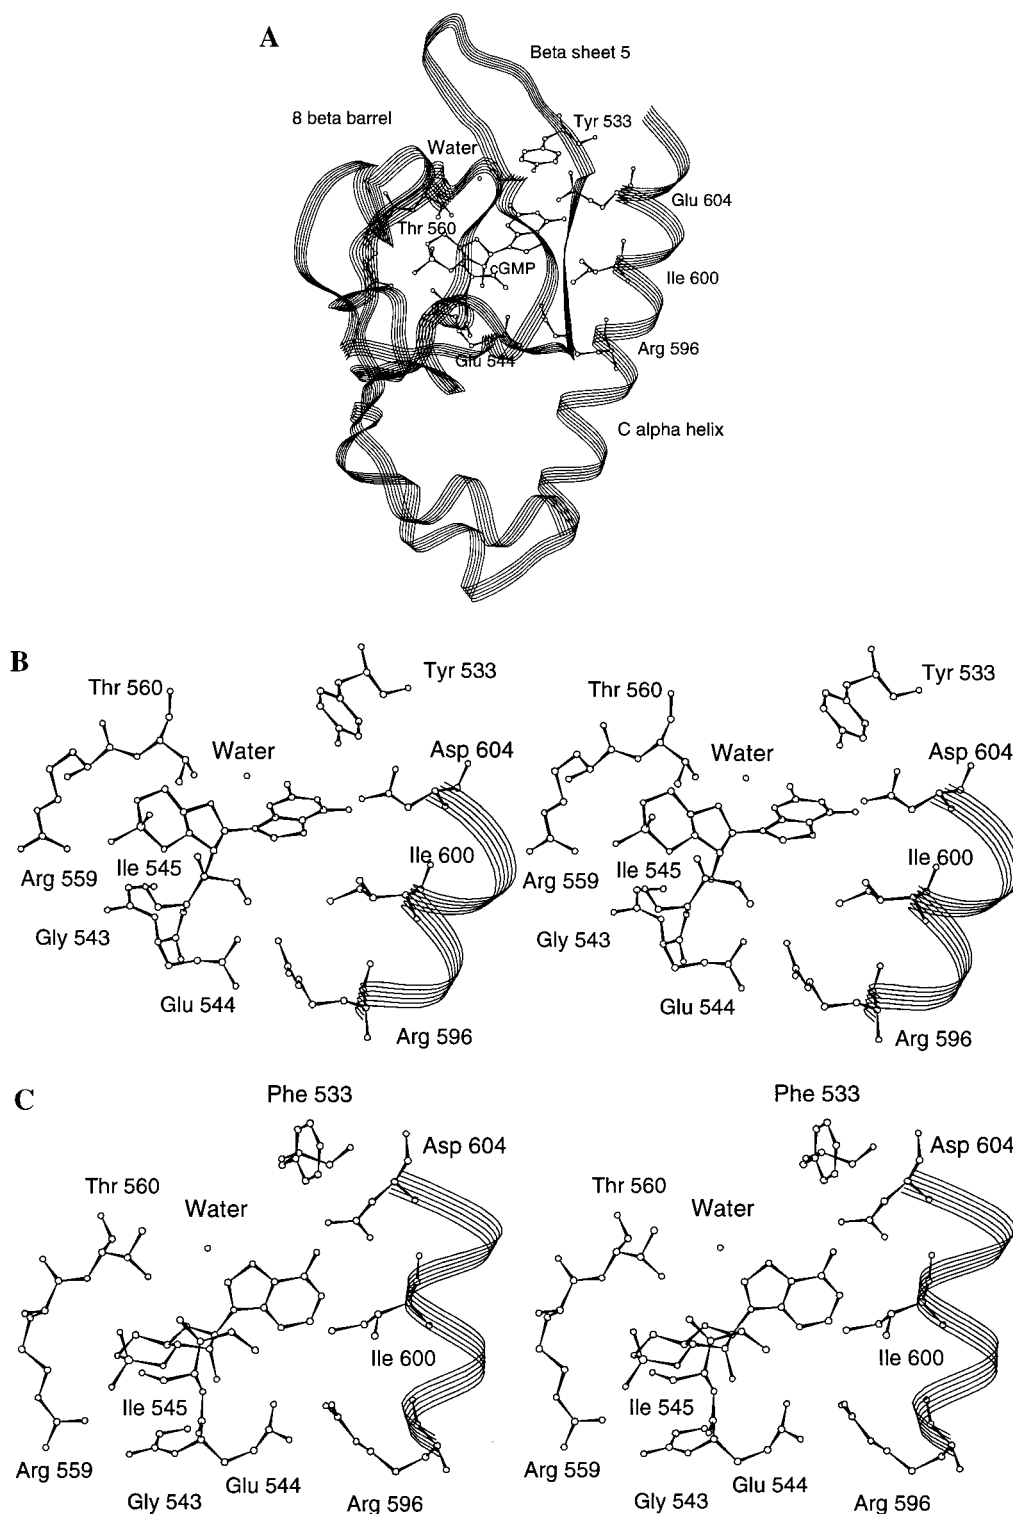 A
Beta sheet 5
8 beta barrel
Tyr 533
Water
Glu 604
Thr 560
cGMP
Ile 600
Glu 544
Arg 596
C alpha helix
B
Thr 560
Tyr 533
Water
Asp 604
Ile 600
Arg 559
Ile 545
Gly 543
Glu 544
Arg 596
Thr 560
Tyr 533
Water
Asp 604
Ile 600
Arg 559
Ile 545
Gly 543
Glu 544
Arg 596
C
Phe 533
Asp 604
Thr 560
Water
Ile 600
Ile 545
Arg 559
Glu 544
Gly 543
Arg 596
Phe 533
Asp 604
Thr 560
Water
Ile 600
Ile 545
Arg 559
Glu 544
Gly 543
Arg 596